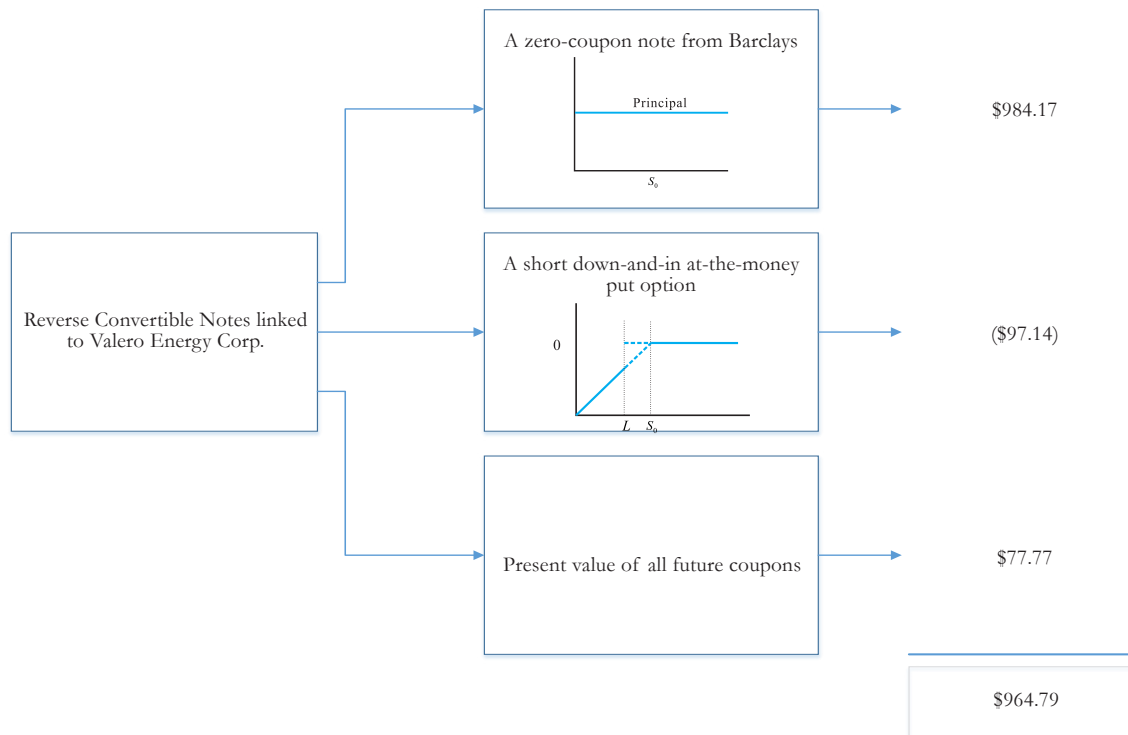 A zero-coupon note from Barclays
Principal
S₀
$984.17
Reverse Convertible Notes linked
to Valero Energy Corp.
A short down-and-in at-the-money
put option
0
L S₀
($97.14)
Present value of all future coupons
$77.77
$964.79